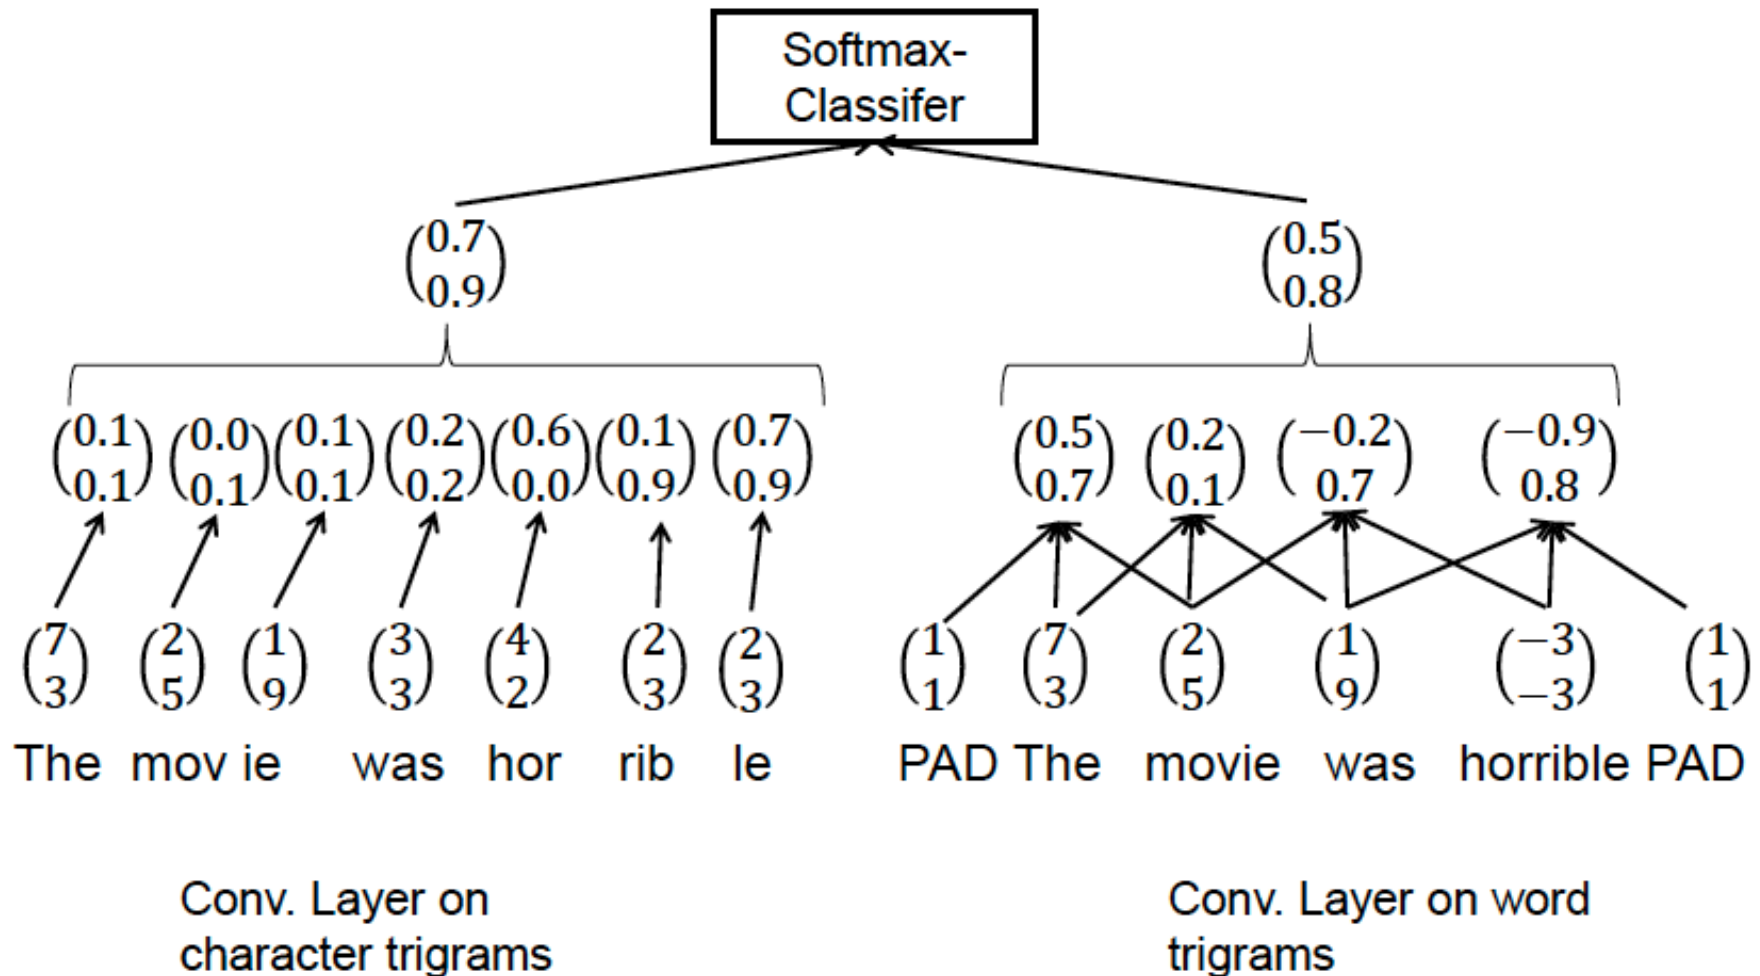 Softmax-
Classifer
0.7 0.5
0.9 0.8
0.1 0.0 0.1 0.2 0.6 0.1 0.7 0.5 0.2 −0.2 −0.9
0.1 0.1 0.1 0.2 0.0 0.9 0.9 0.7 0.1 0.7 0.8
7 2 1 3 4 2 2 1 7 2 1 −3 1
3 5 9 3 2 3 3 1 3 5 9 −3 1
The mov ie was hor rib le PAD The movie was horrible PAD
Conv. Layer on
character trigrams
Conv. Layer on word
trigrams